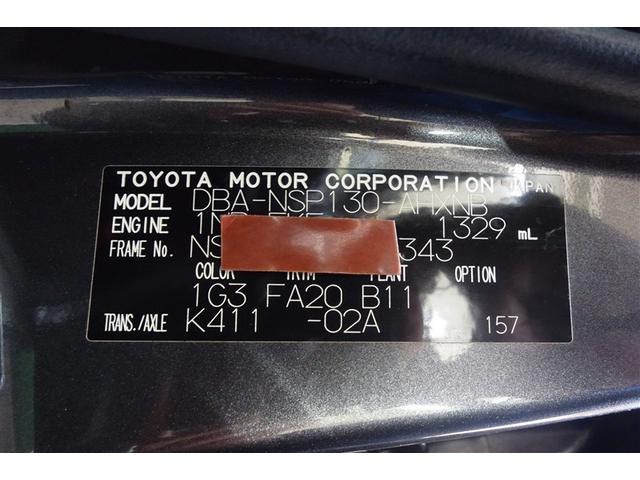 TOYOTA MOTOR CORPORATION JAPAN
MODEL DBA-NSP130-AHXNB
ENGINE 1329 mL
FRAME No. NS 343
COLOR TRIM PLANT OPTION
1G3 FA20 B11
TRANS./AXLE K411 -02A 157